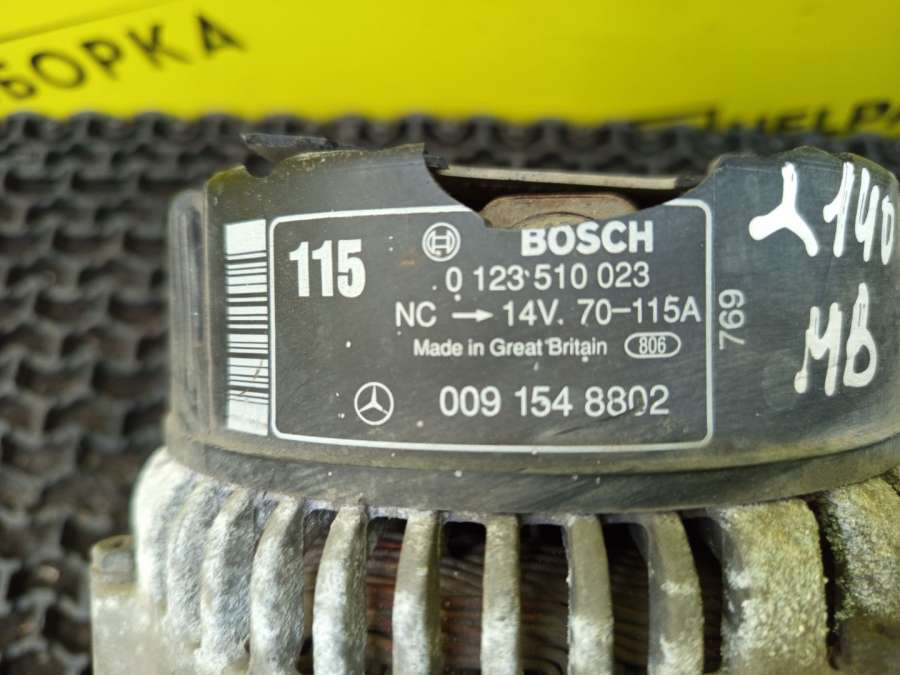 БОРКА
HELP
115
BOSCH
0 123 510 023
NC → 14V. 70-115A
Made in Great Britain 806
009 154 8802
769
140
MB